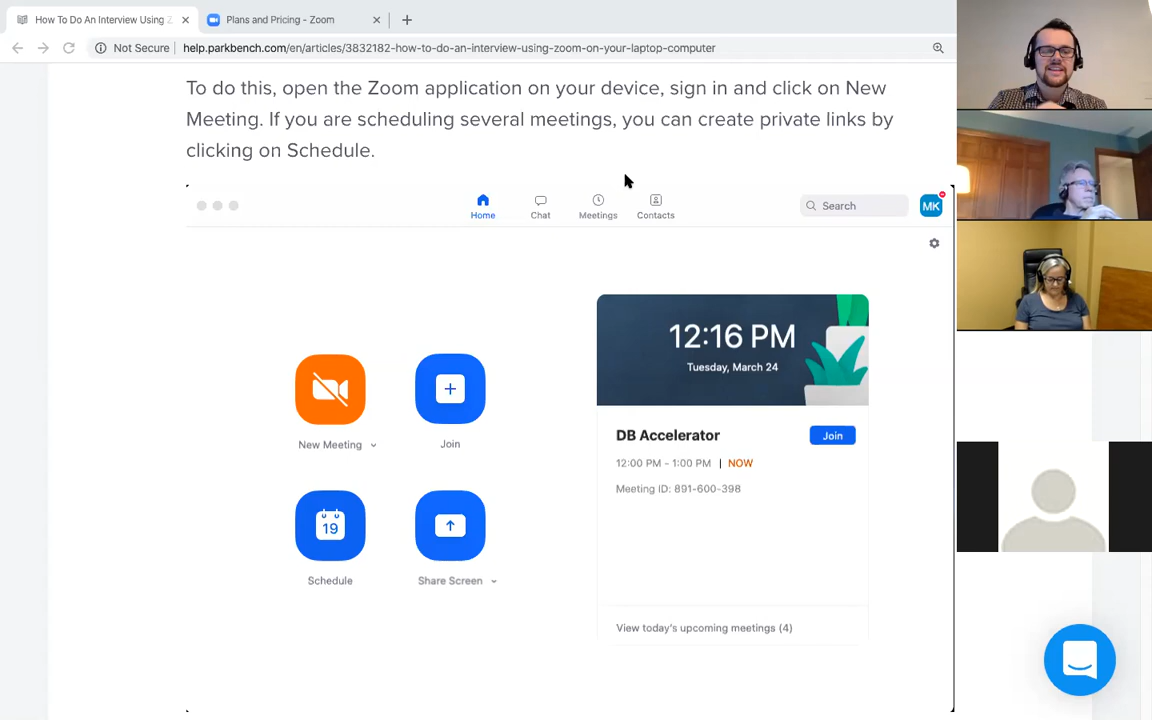 How To Do An Interview Using Z
Plans and Pricing - Zoom
Not Secure
help.parkbench.com/en/articles/3832182-how-to-do-an-interview-using-zoom-on-your-laptop-computer
To do this, open the Zoom application on your device, sign in and click on New
Meeting. If you are scheduling several meetings, you can create private links by
clicking on Schedule.
Home
Chat
Meetings
Contacts
Search
MK
12:16 PM
Tuesday, March 24
New Meeting
Join
DB Accelerator
Join
12:00 PM - 1:00 PM | NOW
Meeting ID: 891-600-398
19
Schedule
Share Screen
View today's upcoming meetings (4)